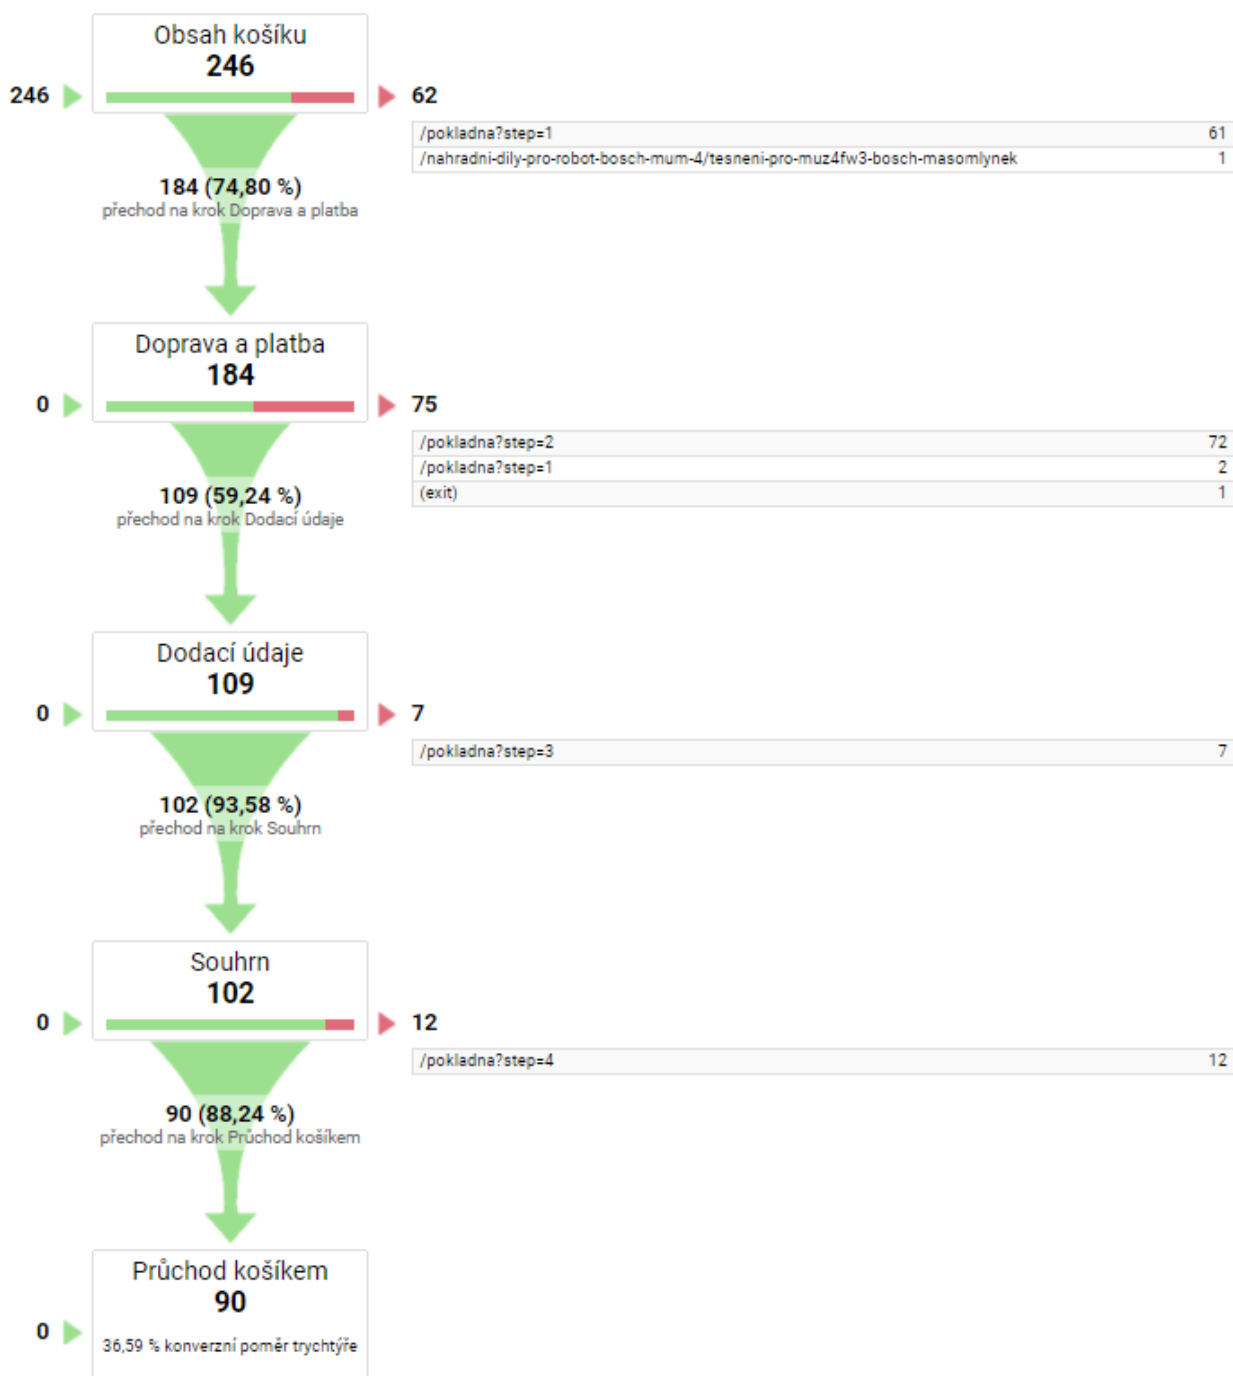 Obsah košíku
246
246
62
/pokladna?step=1 61
/nahradni-dily-pro-robot-bosch-mum-4/tesneni-pro-muz4fw3-bosch-masomlynek 1
184 (74,80 %)
přechod na krok Doprava a platba
Doprava a platba
184
0
75
/pokladna?step=2 72
/pokladna?step=1 2
(exit) 1
109 (59,24 %)
přechod na krok Dodací údaje
Dodací údaje
109
0
7
/pokladna?step=3 7
102 (93,58 %)
přechod na krok Souhrn
Souhrn
102
0
12
/pokladna?step=4 12
90 (88,24 %)
přechod na krok Průchod košíkem
Průchod košíkem
90
0
36,59 % konverzní poměr trychtýře